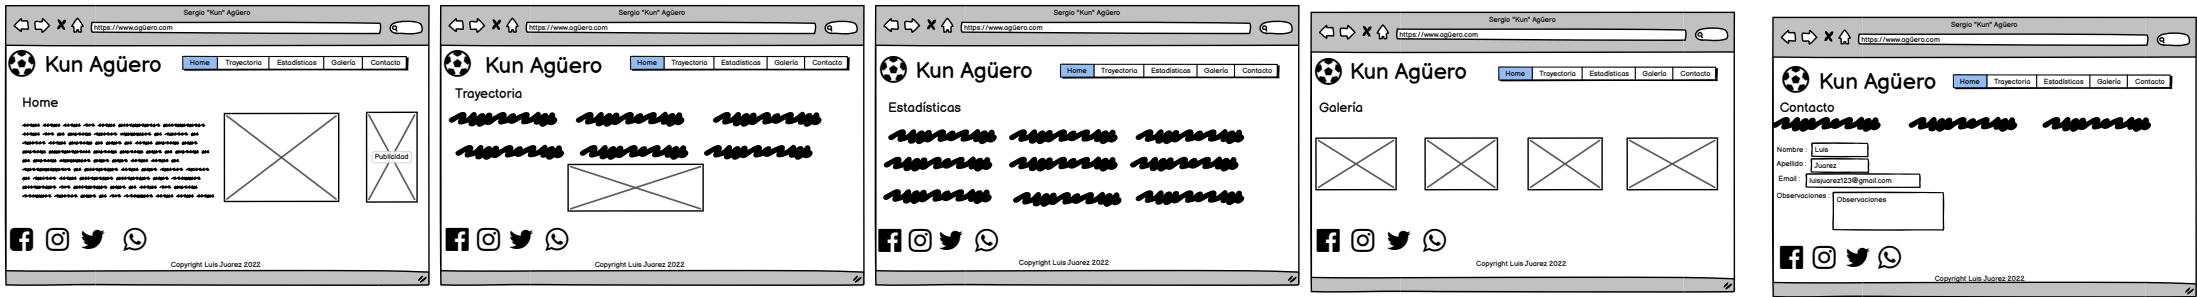 Sergio "Kun" Agüero
https://www.agüero.com
Kun Agüero
Home Trayectoria Estadísticas Galería Contacto
Home
Publicidad
Copyright Luis Juarez 2022
Sergio "Kun" Agüero
https://www.agüero.com
Kun Agüero
Home Trayectoria Estadísticas Galería Contacto
Trayectoria
Copyright Luis Juarez 2022
Sergio "Kun" Agüero
https://www.agüero.com
Kun Agüero
Home Trayectoria Estadísticas Galería Contacto
Estadísticas
Copyright Luis Juarez 2022
Sergio "Kun" Agüero
https://www.agüero.com
Kun Agüero
Home Trayectoria Estadísticas Galería Contacto
Galería
Copyright Luis Juarez 2022
Sergio "Kun" Agüero
https://www.agüero.com
Kun Agüero
Home Trayectoria Estadísticas Galería Contacto
Contacto
Nombre : Luis
Apellido : Juarez
Email : luisjuarez123@gmail.com
Observaciones : Observaciones
Copyright Luis Juarez 2022